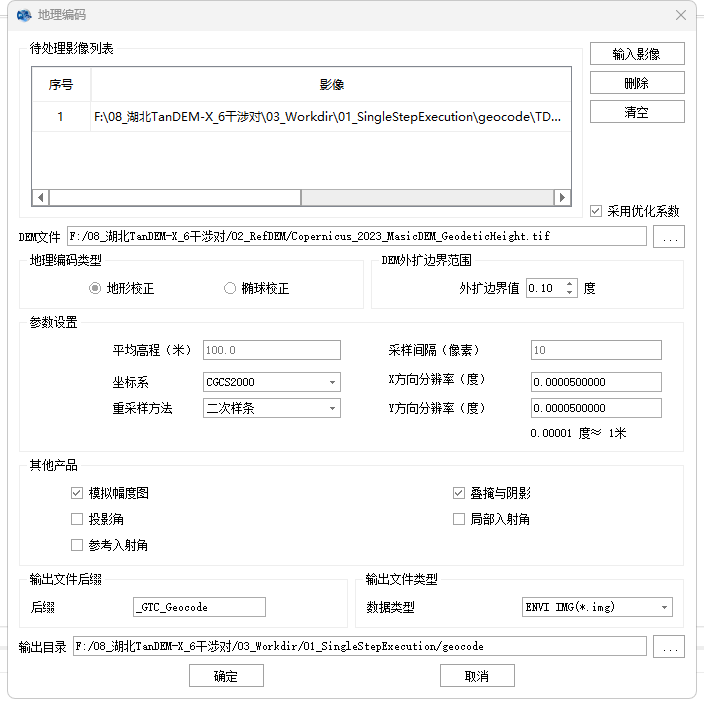 地理编码
待处理影像列表
输入影像
序号 影像
删除
1 F:\08_湖北TanDEM-X_6干涉对\03_Workdir\01_SingleStepExecution\geocode\TD...
清空
采用优化系数
DEM文件 F:/08_湖北TanDEM-X_6干涉对/02_RefDEM/Copernicus_2023_MasicDEM_GeodeticHeight.tif ...
地理编码类型 DEM外扩边界范围
地形校正 椭球校正 外扩边界值 0.10 度
参数设置
平均高程（米） 100.0 采样间隔（像素） 10
坐标系 CGCS2000 X方向分辨率（度） 0.0000500000
重采样方法 二次样条 Y方向分辨率（度） 0.0000500000
0.00001 度≈ 1米
其他产品
模拟幅度图 叠掩与阴影
投影角 局部入射角
参考入射角
输出文件后缀 输出文件类型
后缀 _GTC_Geocode 数据类型 ENVI IMG(*.img)
输出目录 F:/08_湖北TanDEM-X_6干涉对/03_Workdir/01_SingleStepExecution/geocode ...
确定 取消